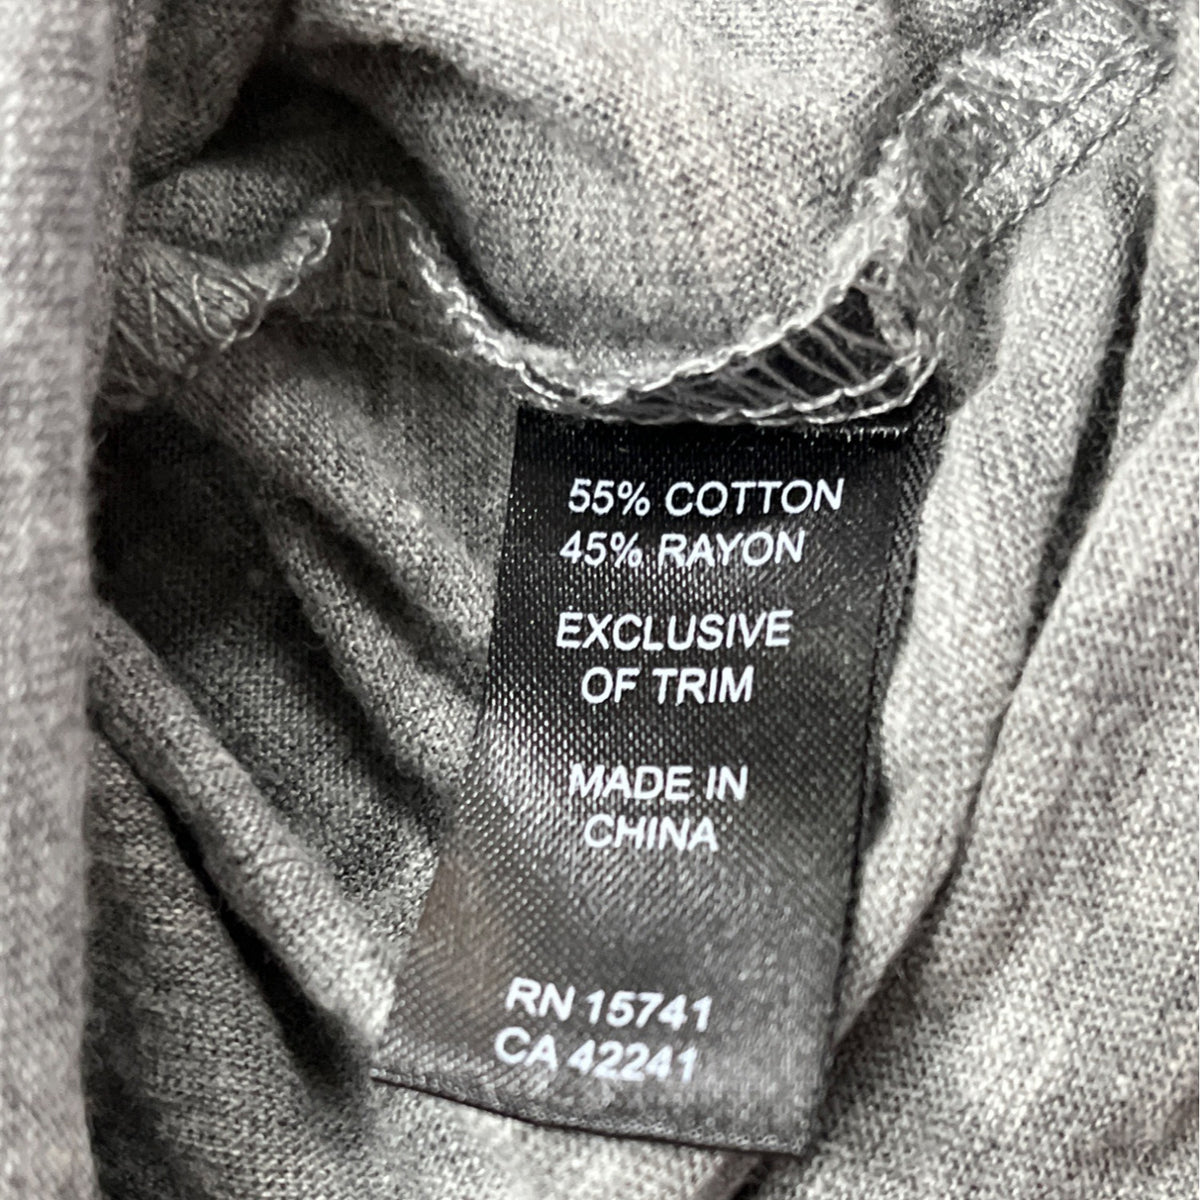 55% COTTON
45% RAYON
EXCLUSIVE
OF TRIM
MADE IN
CHINA
RN 15741
CA 42241